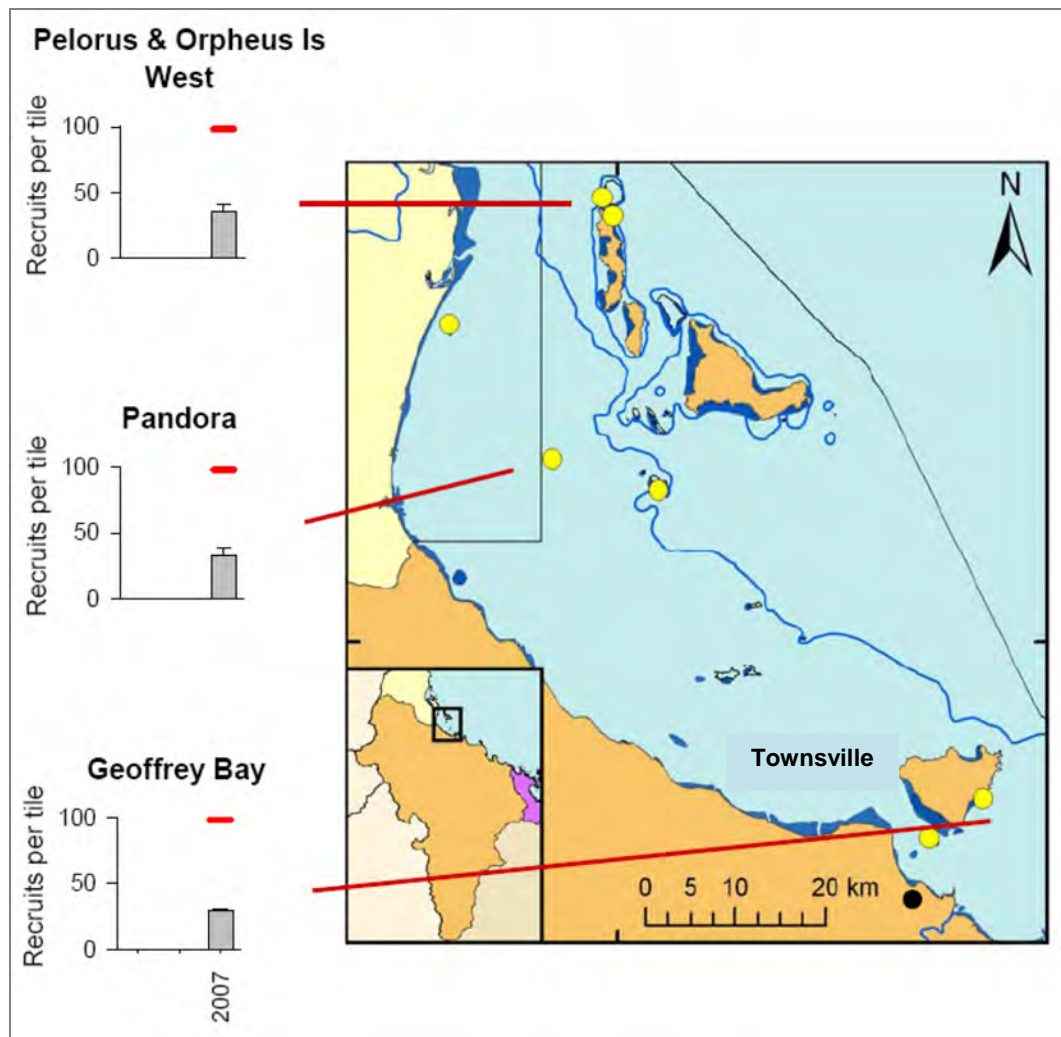 Pelorus & Orpheus Is
West
Recruits per tile
100
50
0
Pandora
Recruits per tile
100
50
0
Geoffrey Bay
Recruits per tile
100
50
0
2007
N
Townsville
0 5 10 20 km